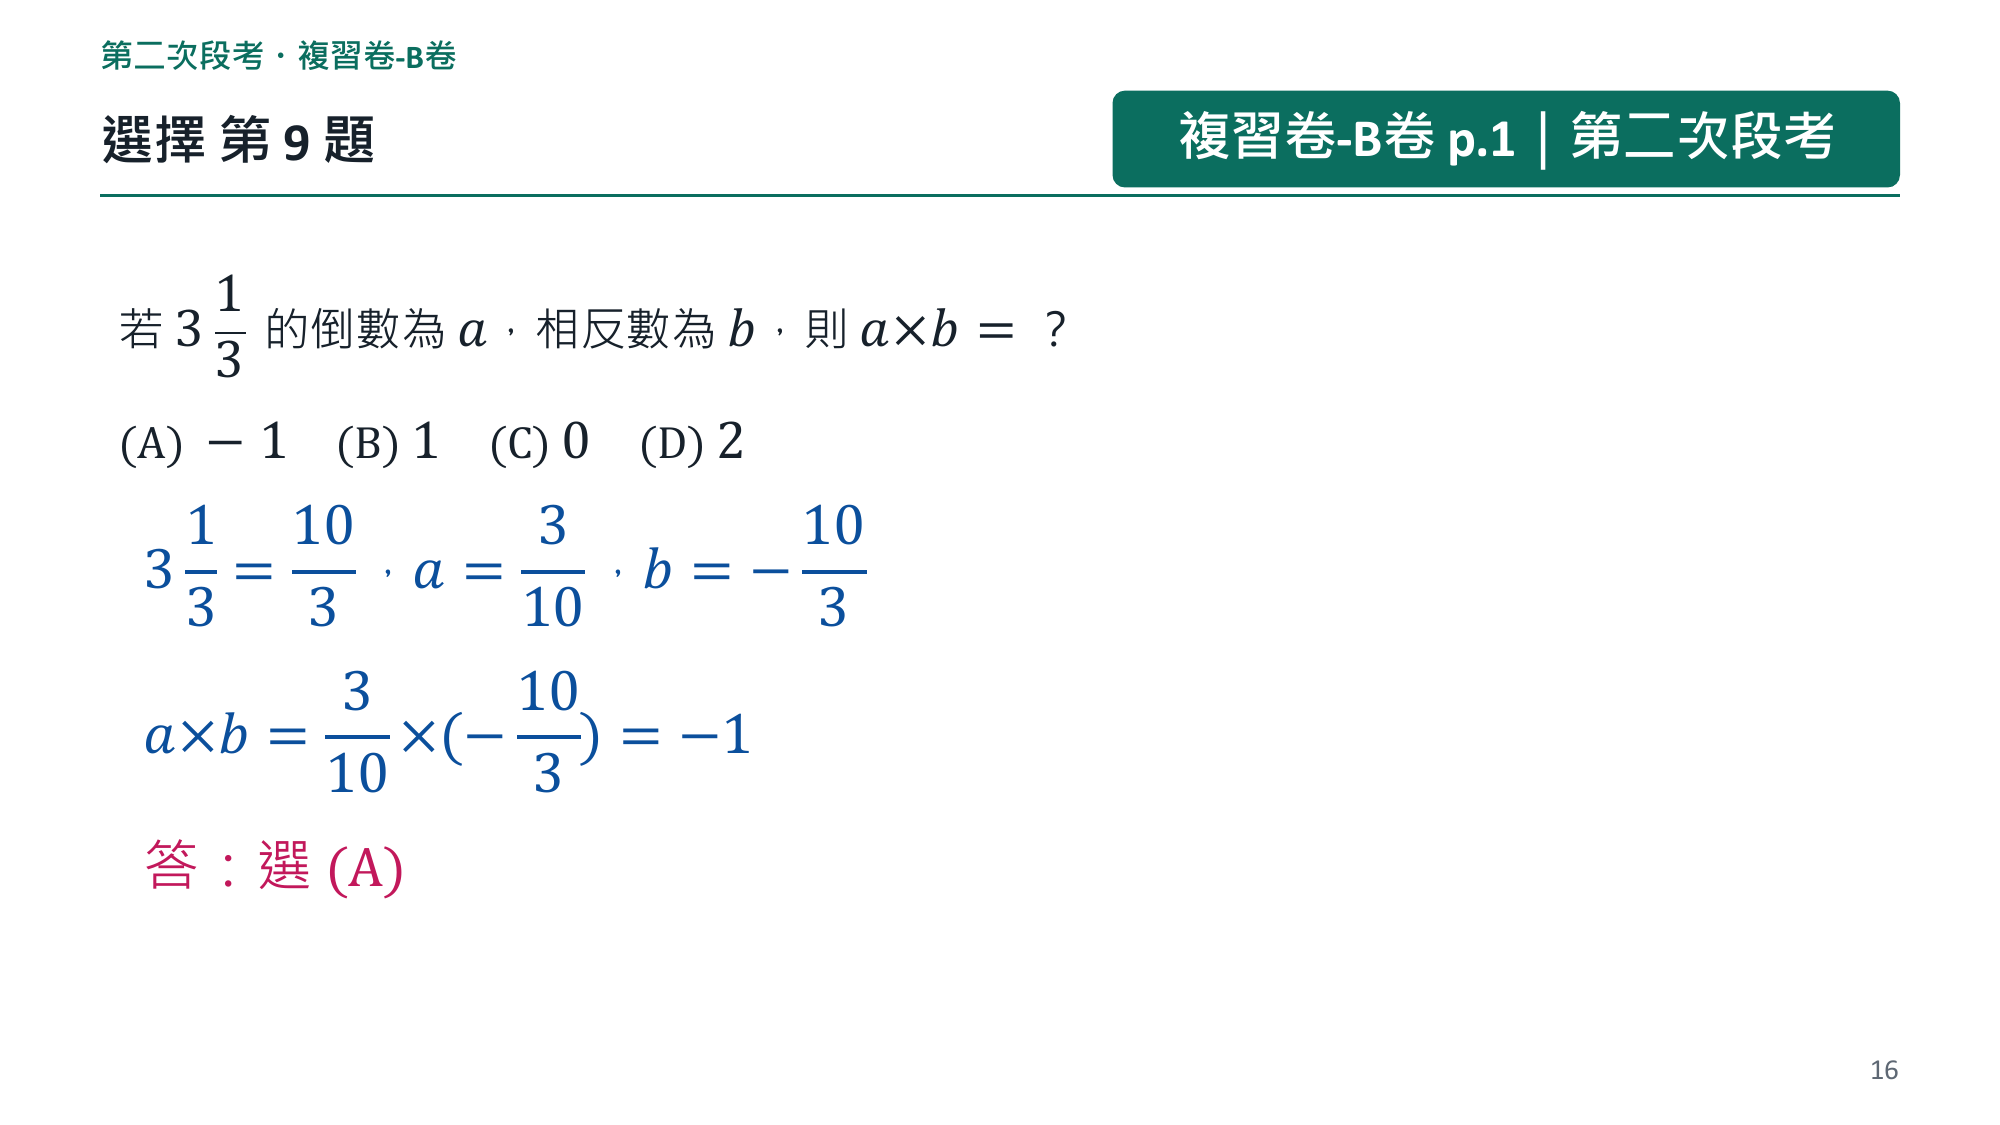 第二次段考・複習卷-B卷
選擇 第 9 題
複習卷-B卷 p.1｜第二次段考
若 3 1/3 的倒數為 a，相反數為 b，則 a×b = ？
(A) －1 (B) 1 (C) 0 (D) 2
3 1/3 = 10/3，a = 3/10，b = −10/3
a×b = 3/10 ×(−10/3) = −1
答：選 (A)
16